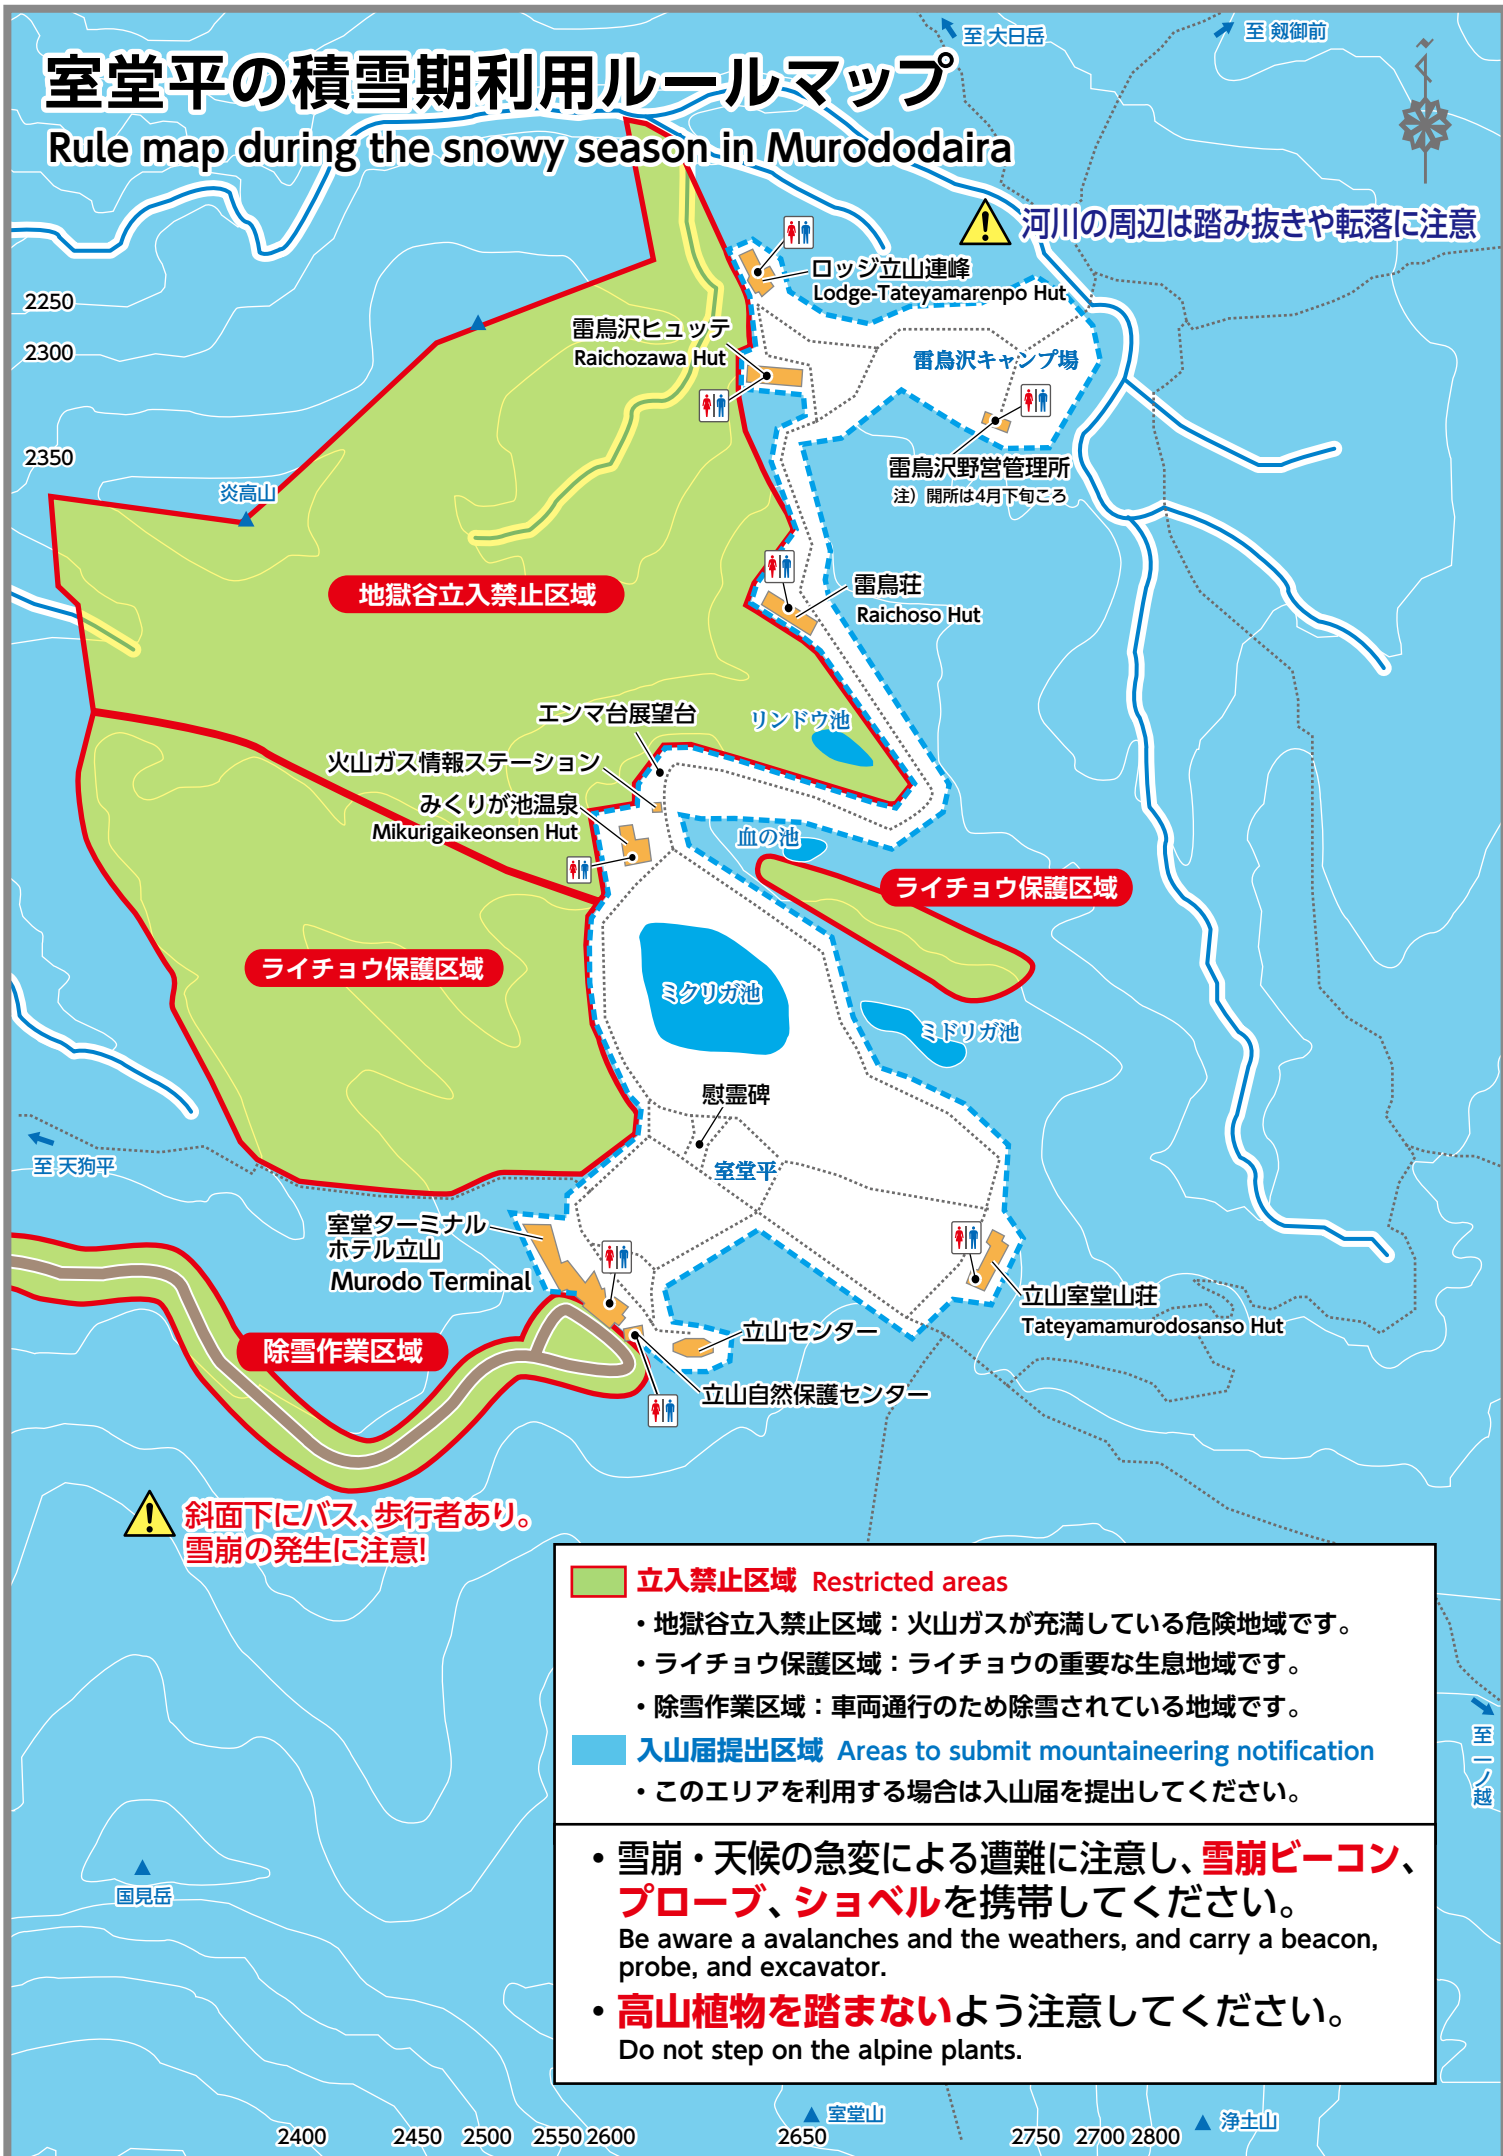 室堂平の積雪期利用ルールマップ
Rule map during the snowy season in Murododaira
至 大日岳
至 剱御前
河川の周辺は踏み抜きや転落に注意
ロッジ立山連峰
Lodge-Tateyamarenpo Hut
2250
雷鳥沢ヒュッテ
Raichozawa Hut
2300
雷鳥沢キャンプ場
2350
雷鳥沢野営管理所
注）開所は4月下旬ころ
炎高山
地獄谷立入禁止区域
雷鳥荘
Raichoso Hut
エンマ台展望台
リンドウ池
火山ガス情報ステーション
みくりが池温泉
Mikurigaikeonsen Hut
血の池
ライチョウ保護区域
ライチョウ保護区域
ミクリガ池
ミドリガ池
慰霊碑
至 天狗平
室堂平
室堂ターミナル
ホテル立山
Murodo Terminal
立山室堂山荘
Tateyamamurodosanso Hut
除雪作業区域
立山センター
立山自然保護センター
斜面下にバス、歩行者あり。
雪崩の発生に注意!
立入禁止区域 Restricted areas
・地獄谷立入禁止区域：火山ガスが充満している危険地域です。
・ライチョウ保護区域：ライチョウの重要な生息地域です。
・除雪作業区域：車両通行のため除雪されている地域です。
入山届提出区域 Areas to submit mountaineering notification
・このエリアを利用する場合は入山届を提出してください。
至 一ノ越
・雪崩・天候の急変による遭難に注意し、雪崩ビーコン、
プローブ、ショベルを携帯してください。
Be aware a avalanches and the weathers, and carry a beacon,
probe, and excavator.
・高山植物を踏まないよう注意してください。
Do not step on the alpine plants.
国見岳
室堂山
浄土山
2400 2450 2500 2550 2600 2650 2750 2700 2800